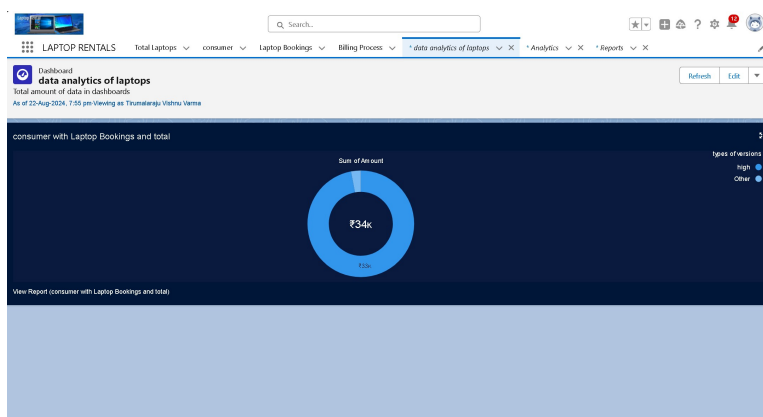 Search...
12
LAPTOP RENTALS
Total Laptops
consumer
Laptop Bookings
Billing Process
* data analytics of laptops
* Analytics
* Reports
Dashboard
data analytics of laptops
Total amount of data in dashboards
As of 22-Aug-2024, 7:55 pm·Viewing as Tirumalaraju Vishnu Varma
Refresh
Edit
consumer with Laptop Bookings and total
Sum of Amount
types of versions
high
Other
₹34K
₹33K
View Report (consumer with Laptop Bookings and total)